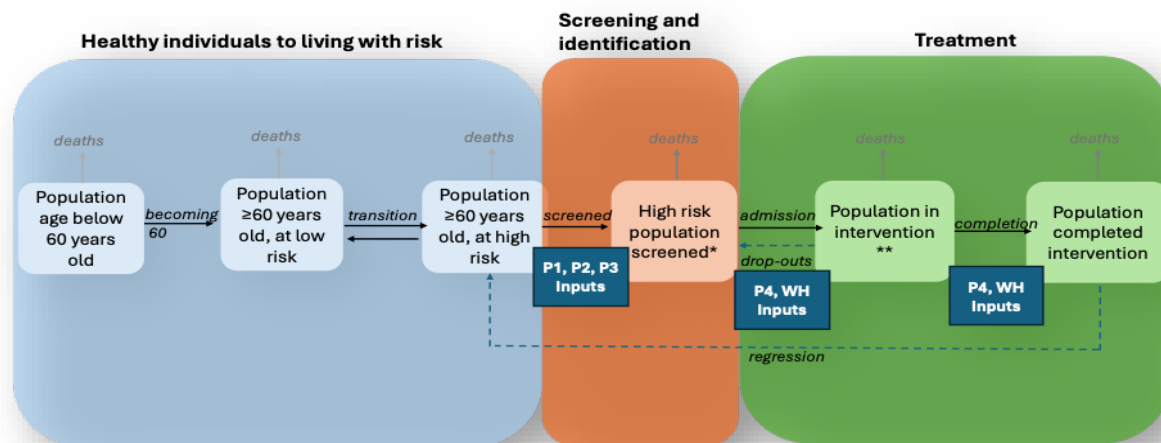 Healthy individuals to living with risk
Screening and
identification
Treatment
deaths
deaths
deaths
deaths
deaths
deaths
Population
age below
60 years
old
becoming
60
Population
≥60 years
old, at low
risk
transition
Population
≥60 years
old, at high
risk
screened
P1, P2, P3
Inputs
High risk
population
screened*
admission
drop-outs
P4, WH
Inputs
Population in
intervention
**
completion
P4, WH
Inputs
Population
completed
intervention
regression